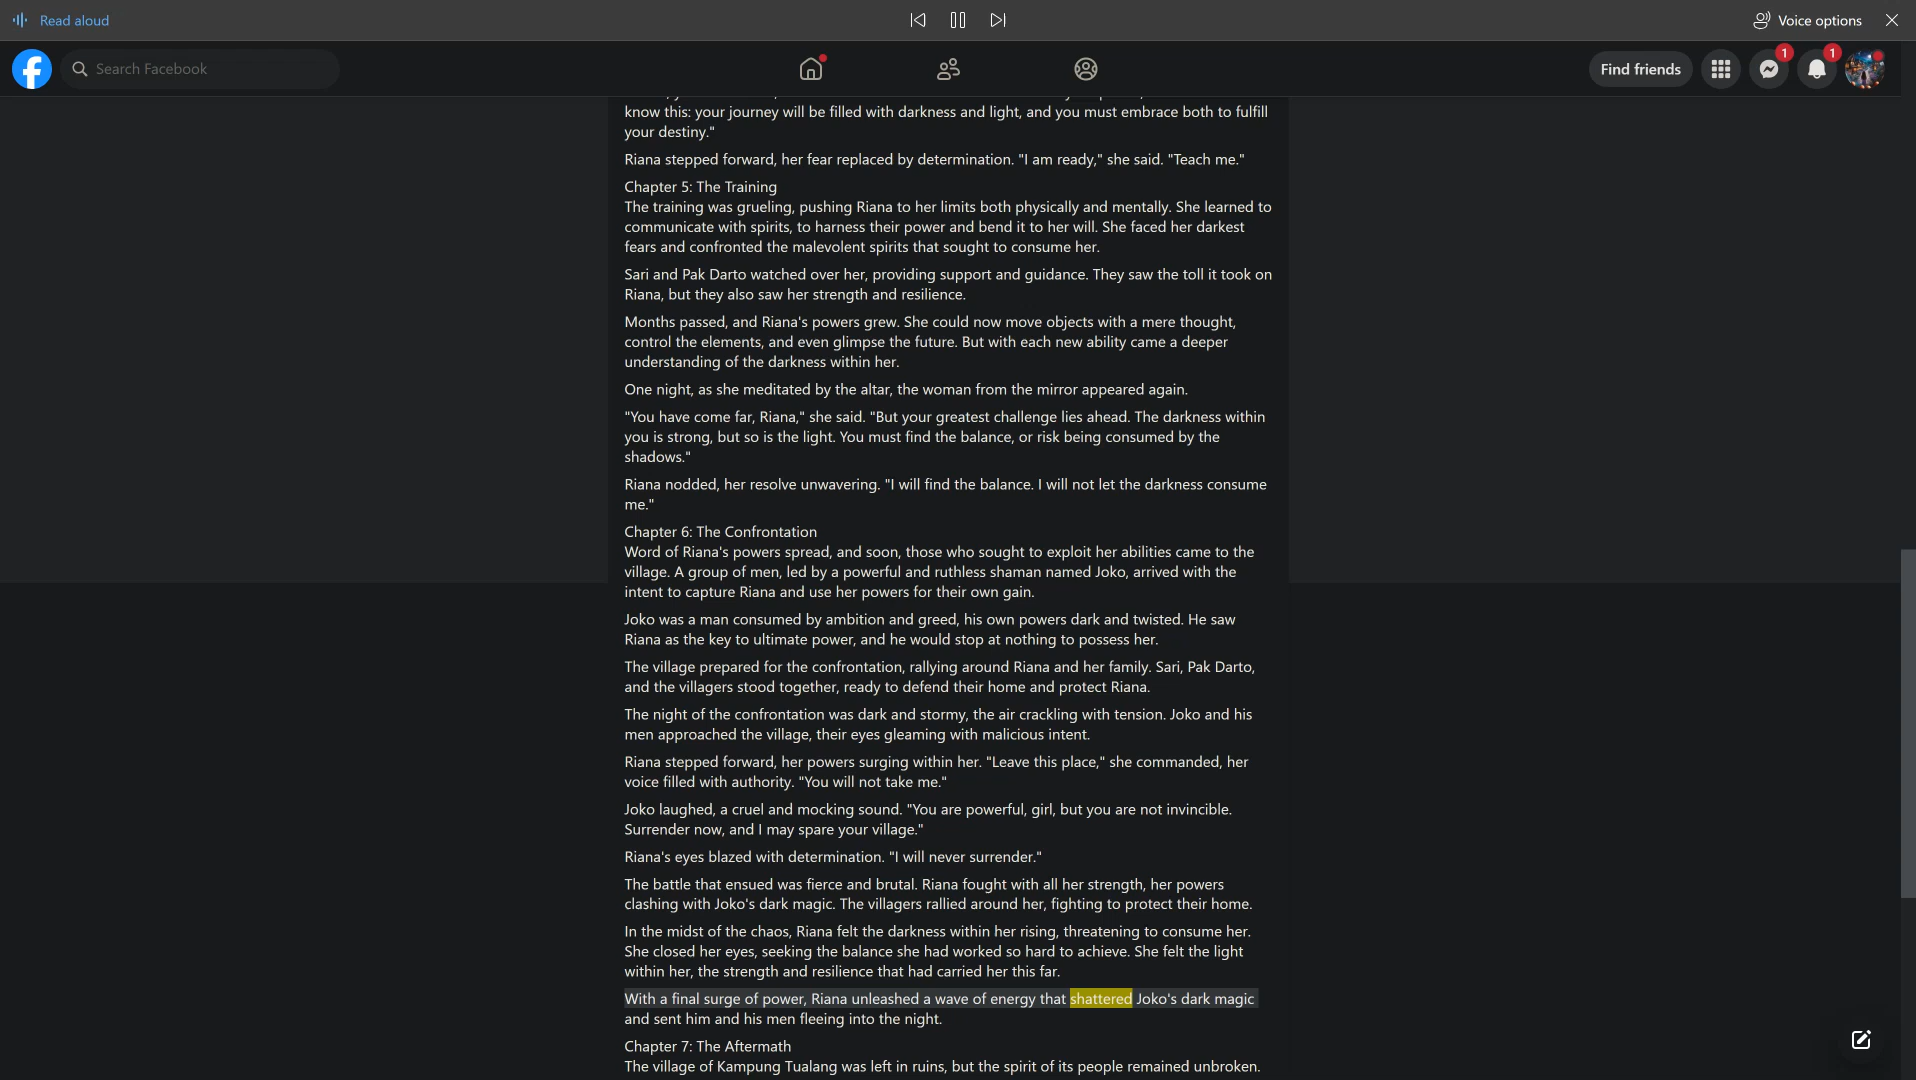 Read aloud
Voice options
Search Facebook
Find friends
1
1
know this: your journey will be filled with darkness and light, and you must embrace both to fulfill
your destiny."
Riana stepped forward, her fear replaced by determination. "I am ready," she said. "Teach me."
Chapter 5: The Training
The training was grueling, pushing Riana to her limits both physically and mentally. She learned to
communicate with spirits, to harness their power and bend it to her will. She faced her darkest
fears and confronted the malevolent spirits that sought to consume her.
Sari and Pak Darto watched over her, providing support and guidance. They saw the toll it took on
Riana, but they also saw her strength and resilience.
Months passed, and Riana's powers grew. She could now move objects with a mere thought,
control the elements, and even glimpse the future. But with each new ability came a deeper
understanding of the darkness within her.
One night, as she meditated by the altar, the woman from the mirror appeared again.
"You have come far, Riana," she said. "But your greatest challenge lies ahead. The darkness within
you is strong, but so is the light. You must find the balance, or risk being consumed by the
shadows."
Riana nodded, her resolve unwavering. "I will find the balance. I will not let the darkness consume
me."
Chapter 6: The Confrontation
Word of Riana's powers spread, and soon, those who sought to exploit her abilities came to the
village. A group of men, led by a powerful and ruthless shaman named Joko, arrived with the
intent to capture Riana and use her powers for their own gain.
Joko was a man consumed by ambition and greed, his own powers dark and twisted. He saw
Riana as the key to ultimate power, and he would stop at nothing to possess her.
The village prepared for the confrontation, rallying around Riana and her family. Sari, Pak Darto,
and the villagers stood together, ready to defend their home and protect Riana.
The night of the confrontation was dark and stormy, the air crackling with tension. Joko and his
men approached the village, their eyes gleaming with malicious intent.
Riana stepped forward, her powers surging within her. "Leave this place," she commanded, her
voice filled with authority. "You will not take me."
Joko laughed, a cruel and mocking sound. "You are powerful, girl, but you are not invincible.
Surrender now, and I may spare your village."
Riana's eyes blazed with determination. "I will never surrender."
The battle that ensued was fierce and brutal. Riana fought with all her strength, her powers
clashing with Joko's dark magic. The villagers rallied around her, fighting to protect their home.
In the midst of the chaos, Riana felt the darkness within her rising, threatening to consume her.
She closed her eyes, seeking the balance she had worked so hard to achieve. She felt the light
within her, the strength and resilience that had carried her this far.
With a final surge of power, Riana unleashed a wave of energy that shattered Joko's dark magic
and sent him and his men fleeing into the night.
Chapter 7: The Aftermath
The village of Kampung Tualang was left in ruins, but the spirit of its people remained unbroken.